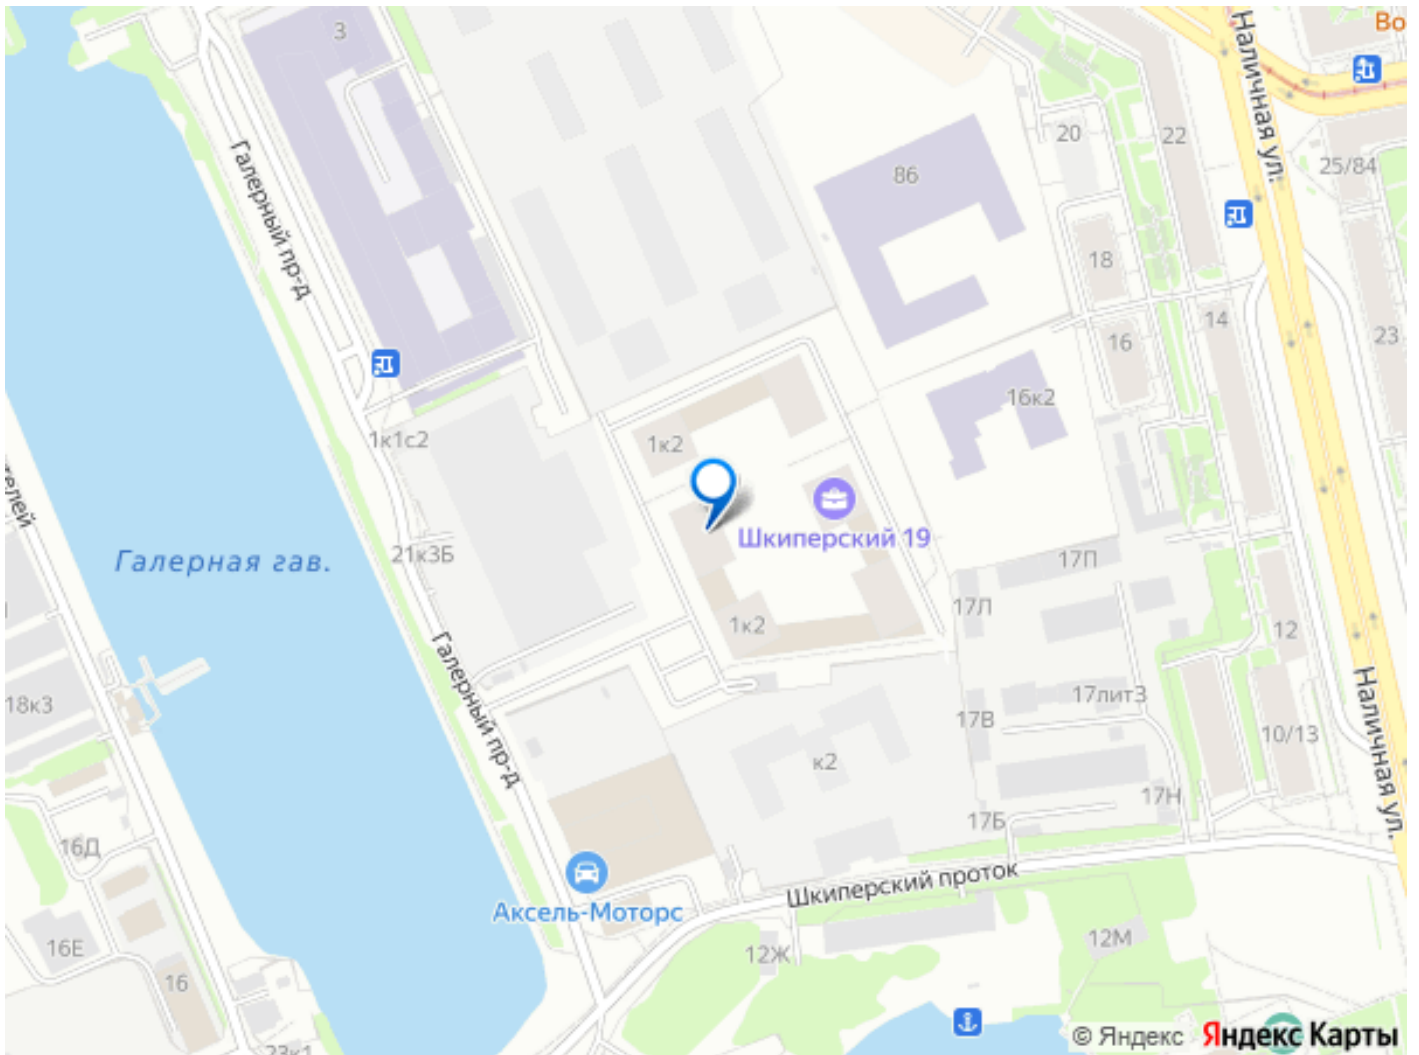 3
Во
Наличная ул.
20
22
25/84
Галерный пр-д
86
18
14
16
23
16к2
1к1с2
1к2
Шкиперский 19
21к3Б
Галерная гав.
телей
17П
17Л
1к2
12
Галерный пр-д
18к3
17лит3
17В
Наличная ул.
10/13
к2
17Н
17Б
16Д
Шкиперский проток
Аксель-Моторс
16Е
12Ж
12М
16
© Яндекс
Яндекс Карты
23к1